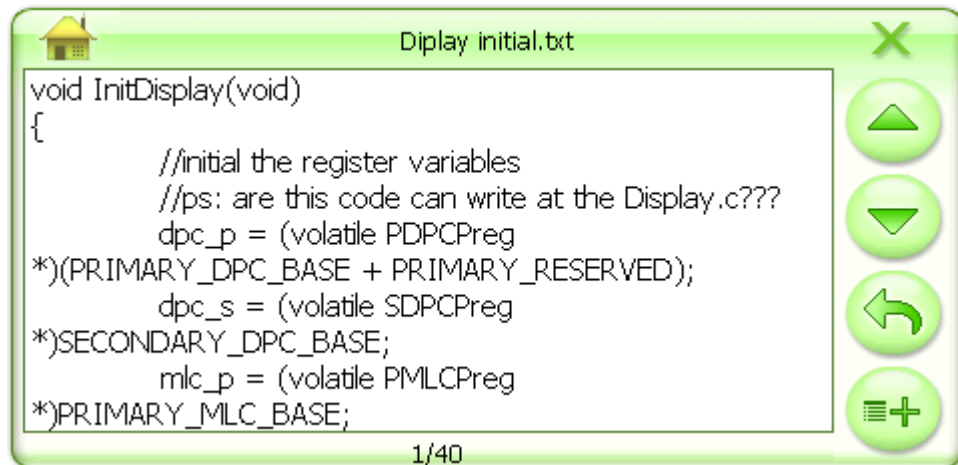 Diplay initial.txt
void InitDisplay(void)
{
//initial the register variables
//ps: are this code can write at the Display.c???
dpc_p = (volatile PDPCPreg
*)(PRIMARY_DPC_BASE + PRIMARY_RESERVED);
dpc_s = (volatile SDPCPreg
*)SECONDARY_DPC_BASE;
mlc_p = (volatile PMLCPreg
*)PRIMARY_MLC_BASE;
1/40